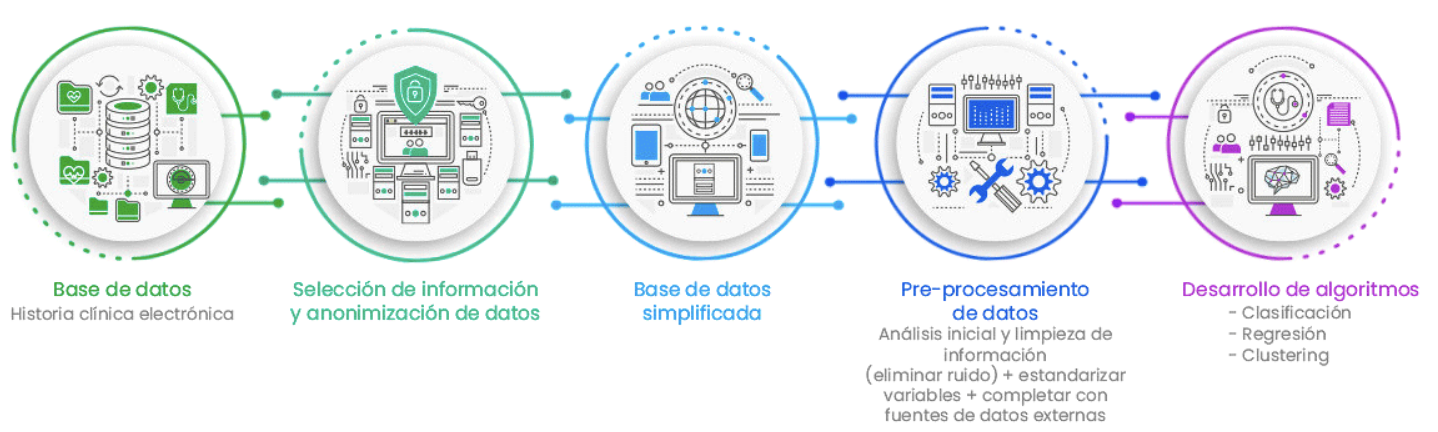 Base de datos
Historia clínica electrónica
Selección de información
y anonimización de datos
Base de datos
simplificada
Pre-procesamiento
de datos
Análisis inicial y limpieza de
información
(eliminar ruido) + estandarizar
variables + completar con
fuentes de datos externas
Desarrollo de algoritmos
- Clasificación
- Regresión
- Clustering